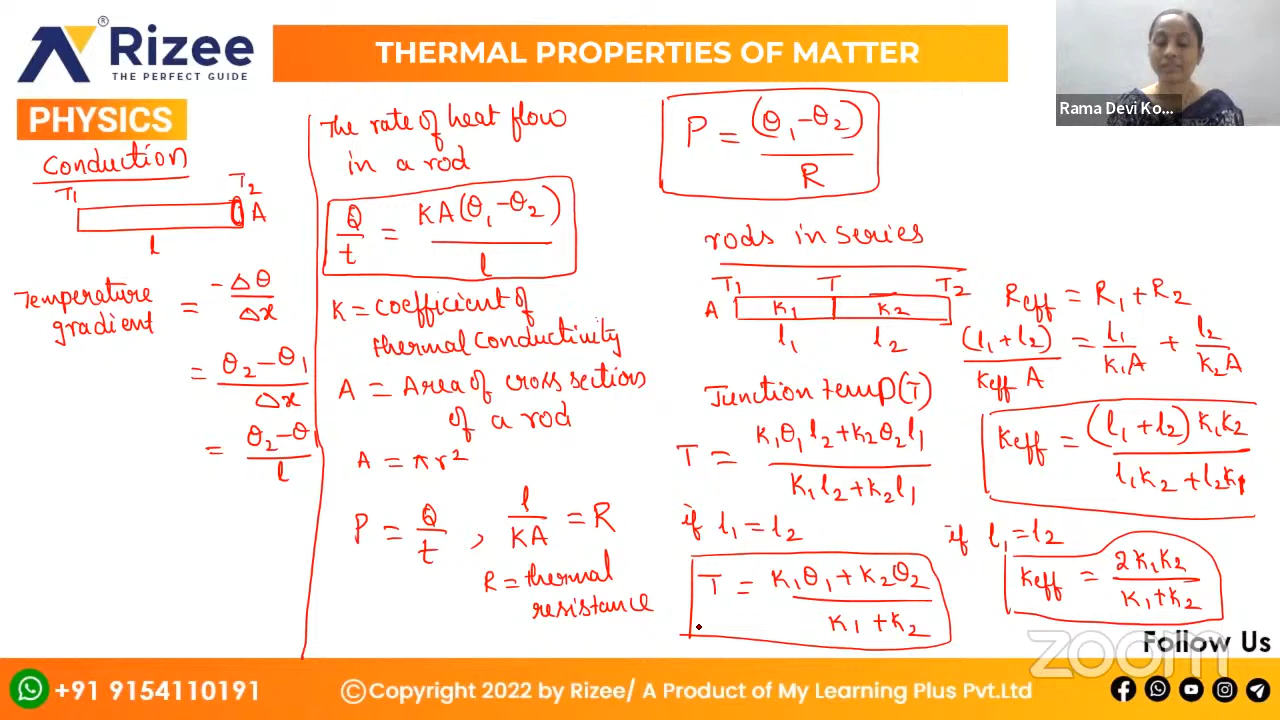 Rizee
®
THE PERFECT GUIDE
THERMAL PROPERTIES OF MATTER
Rama Devi Ko...
PHYSICS
Conduction
T₁ T₂
A
l
Temperature gradient = -Δθ/Δx
= θ₂-θ₁/Δx
= θ₂-θ/l
The rate of heat flow
in a rod
Q/t = KA(θ₁-θ₂)/l
K = coefficient of
thermal conductivity
A = Area of cross section
of a rod
A = πr²
P = Q/t , l/KA = R
R = thermal
resistance
P = (θ₁-θ₂)/R
rods in series
T₁ T T₂
A K₁ K₂
l₁ l₂
Junction temp(T)
T = K₁θ₁l₂+K₂θ₂l₁/K₁l₂+K₂l₁
if l₁=l₂
T = K₁θ₁+K₂θ₂/K₁+K₂
Reff = R₁+R₂
(l₁+l₂)/Keff A = l₁/K₁A + l₂/K₂A
Keff = (l₁+l₂)K₁K₂/l₁K₂+l₂K₁
if l₁=l₂
Keff = 2K₁K₂/K₁+K₂
Follow Us
zoom
+91 9154110191
©Copyright 2022 by Rizee/ A Product of My Learning Plus Pvt.Ltd